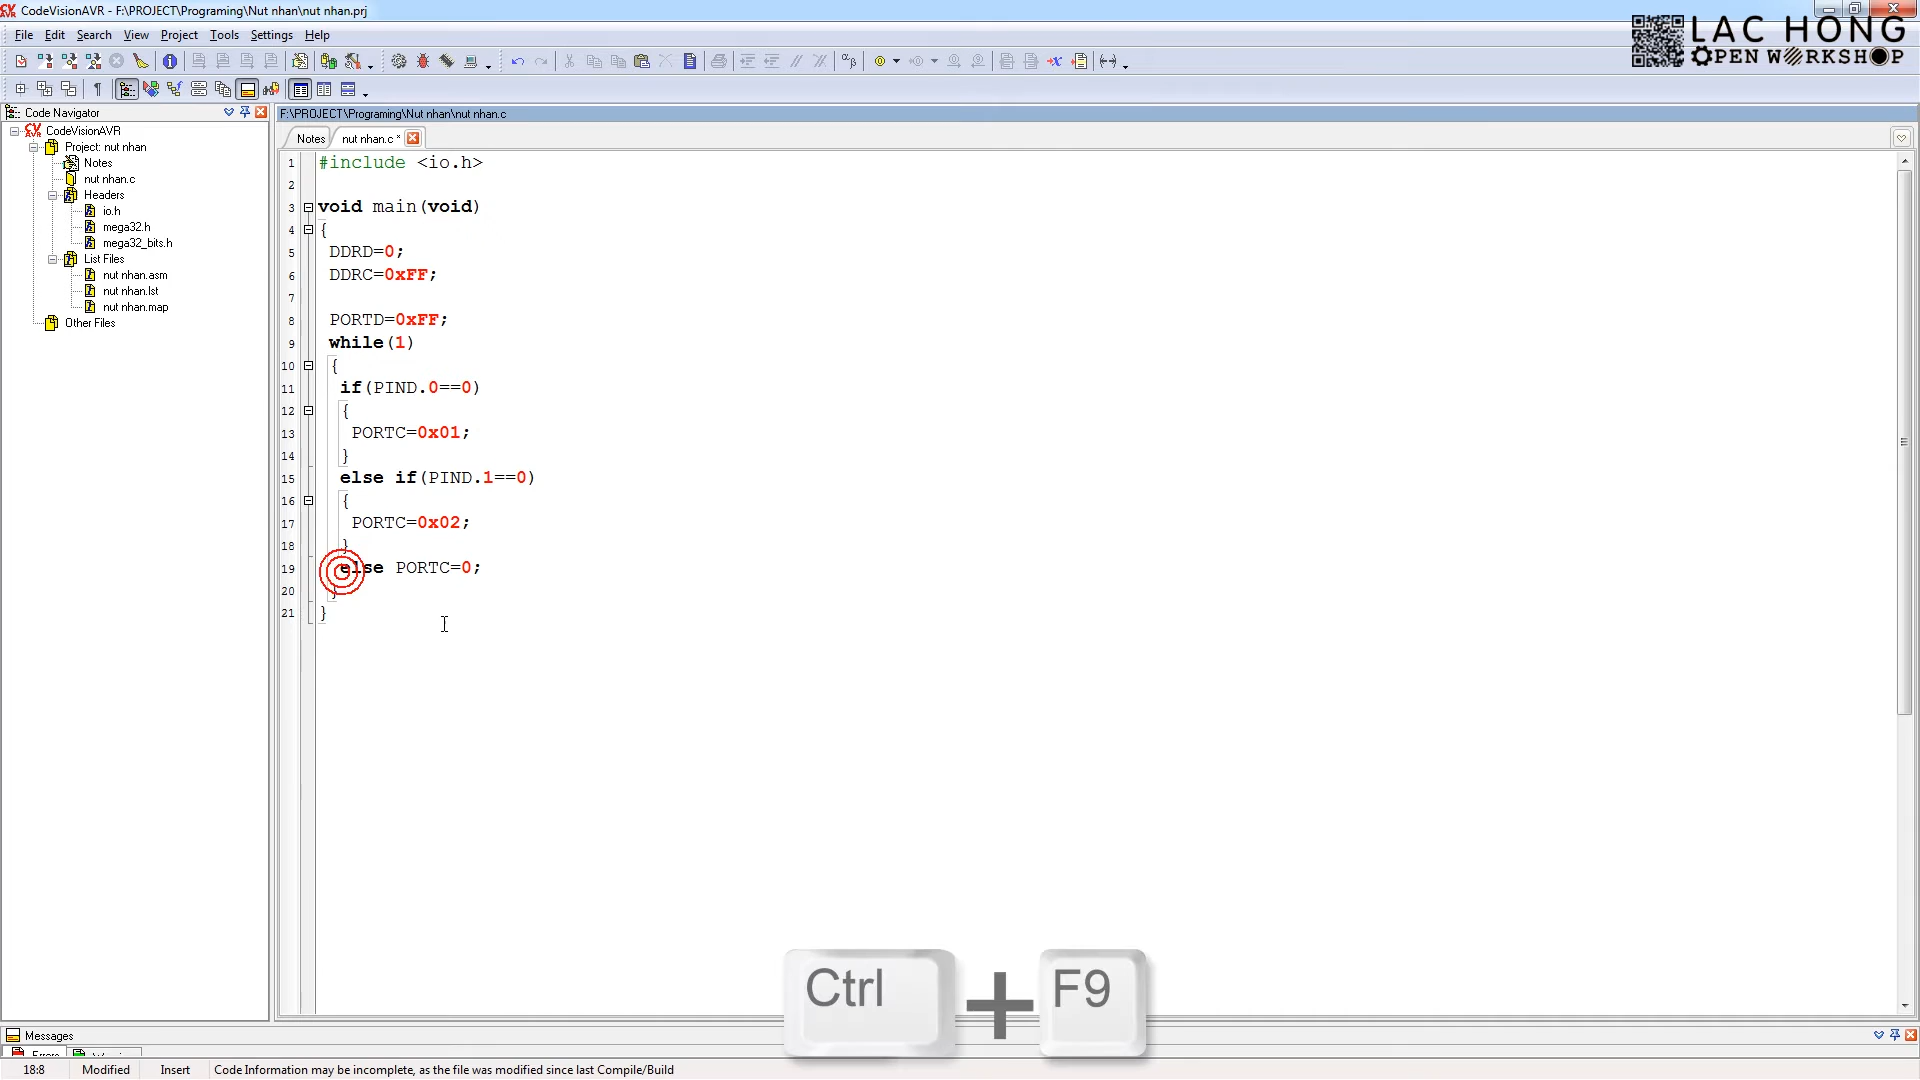 CodeVisionAVR - F:\PROJECT\Programing\Nut nhan\nut nhan.prj
LAC HONG
OPEN WORKSHOP
File Edit Search View Project Tools Settings Help
Code Navigator
CodeVisionAVR
Project: nut nhan
Notes
nut nhan.c
Headers
io.h
mega32.h
mega32_bits.h
List Files
nut nhan.asm
nut nhan.lst
nut nhan.map
Other Files
F:\PROJECT\Programing\Nut nhan\nut nhan.c
Notes nut nhan.c *
1 #include <io.h>
2
3 void main(void)
4 {
5 DDRD=0;
6 DDRC=0xFF;
7
8 PORTD=0xFF;
9 while(1)
10 {
11 if(PIND.0==0)
12 {
13 PORTC=0x01;
14 }
15 else if(PIND.1==0)
16 {
17 PORTC=0x02;
18 }
19 else PORTC=0;
20 }
21 }
Ctrl + F9
Messages
Errors
18:8 Modified Insert Code Information may be incomplete, as the file was modified since last Compile/Build